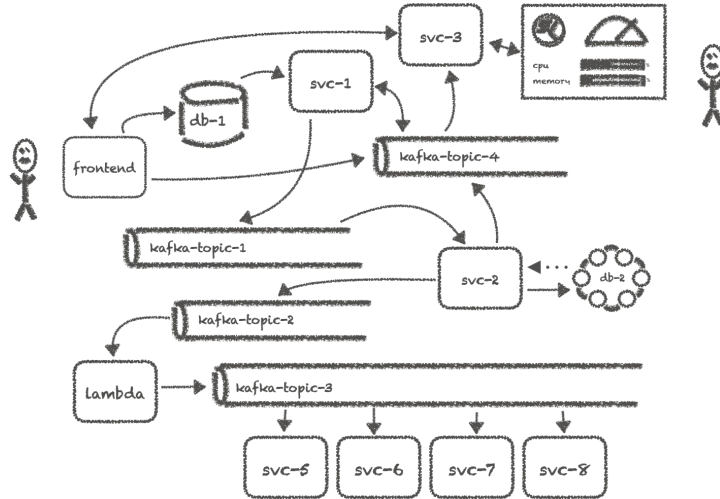 svc-3
cpu
memory
svc-1
db-1
kafka-topic-4
frontend
kafka-topic-1
svc-2
db-2
kafka-topic-2
lambda
kafka-topic-3
svc-5
svc-6
svc-7
svc-8